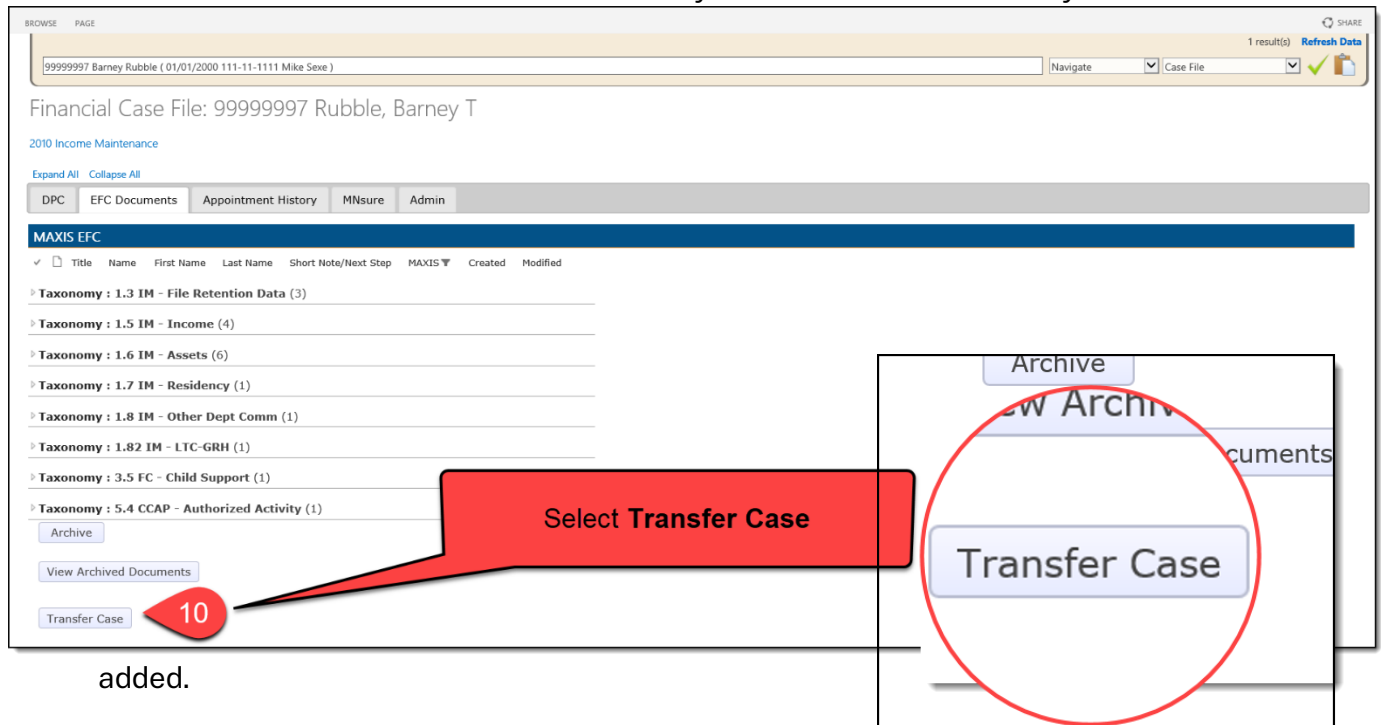 BROWSE PAGE SHARE
1 result(s) Refresh Data
99999997 Barney Rubble ( 01/01/2000 111-11-1111 Mike Sexe ) Navigate Case File
Financial Case File: 99999997 Rubble, Barney T
2010 Income Maintenance
Expand All Collapse All
DPC EFC Documents Appointment History MNsure Admin
MAXIS EFC
Title Name First Name Last Name Short Note/Next Step MAXIS Created Modified
Taxonomy : 1.3 IM - File Retention Data (3)
Taxonomy : 1.5 IM - Income (4)
Taxonomy : 1.6 IM - Assets (6)
Taxonomy : 1.7 IM - Residency (1)
Taxonomy : 1.8 IM - Other Dept Comm (1)
Taxonomy : 1.82 IM - LTC-GRH (1)
Taxonomy : 3.5 FC - Child Support (1)
Taxonomy : 5.4 CCAP - Authorized Activity (1)
Archive
View Archived Documents
Transfer Case
10
Select Transfer Case
Archive
ew Archiv
cuments
Transfer Case
added.